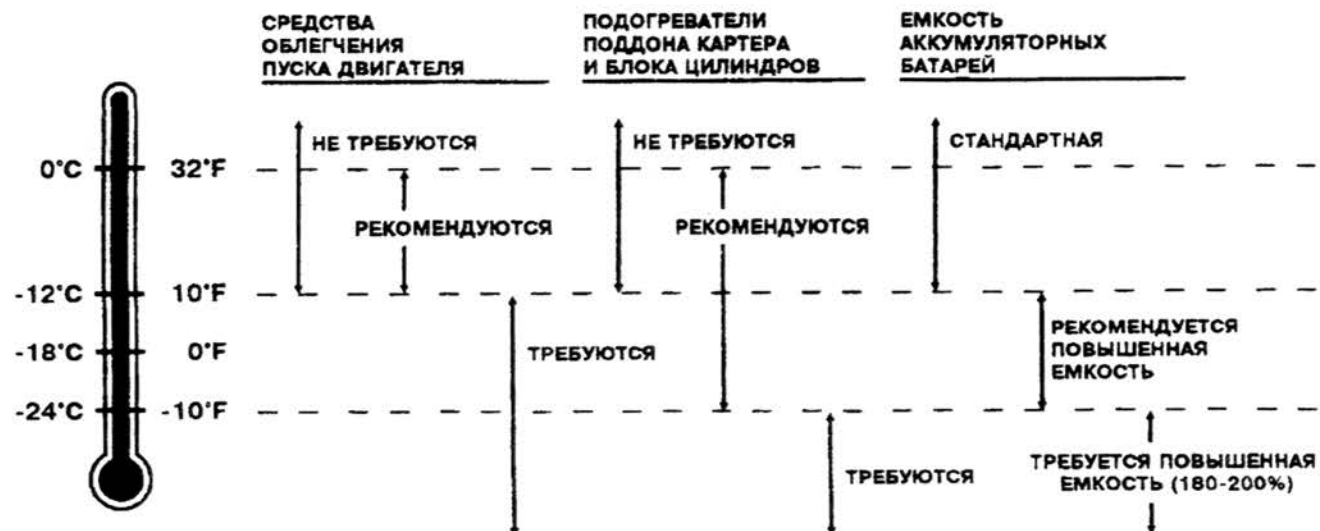 СРЕДСТВА
ОБЛЕГЧЕНИЯ
ПУСКА ДВИГАТЕЛЯ
ПОДОГРЕВАТЕЛИ
ПОДДОНА КАРТЕРА
И БЛОКА ЦИЛИНДРОВ
ЕМКОСТЬ
АККУМУЛЯТОРНЫХ
БАТАРЕЙ
НЕ ТРЕБУЮТСЯ
НЕ ТРЕБУЮТСЯ
СТАНДАРТНАЯ
0°C
32°F
РЕКОМЕНДУЮТСЯ
РЕКОМЕНДУЮТСЯ
-12°C
10°F
-18°C
0°F
ТРЕБУЮТСЯ
РЕКОМЕНДУЕТСЯ
ПОВЫШЕННАЯ
ЕМКОСТЬ
-24°C
-10°F
ТРЕБУЮТСЯ
ТРЕБУЕТСЯ ПОВЫШЕННАЯ
ЕМКОСТЬ (180-200%)